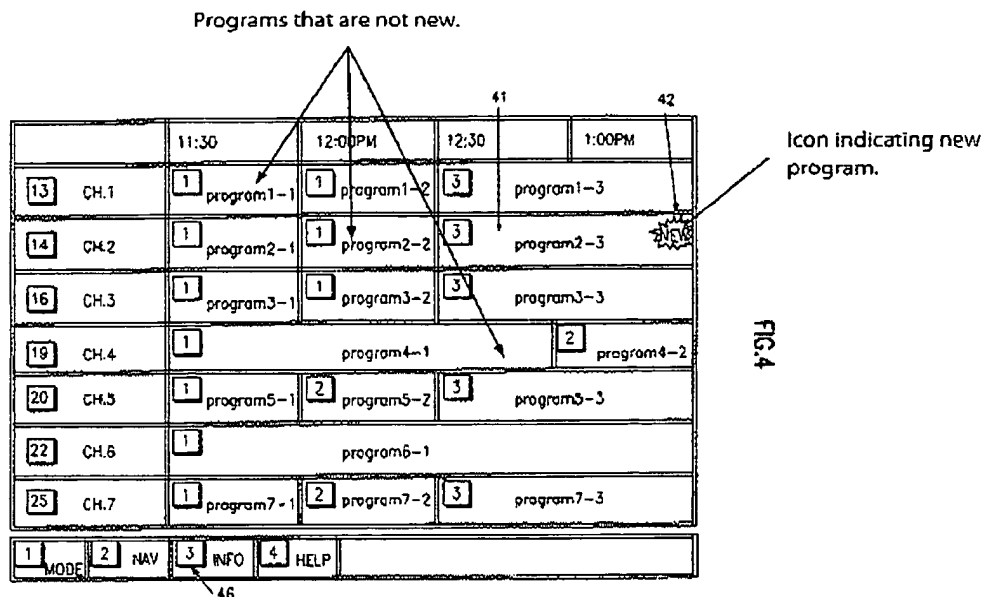 Programs that are not new.
41
42
11:30 12:00PM 12:30 1:00PM
Icon indicating new
program.
13 CH.1 1 program1-1 1 program1-2 3 program1-3
14 CH.2 1 program2-1 1 program2-2 3 program2-3 NEW
16 CH.3 1 program3-1 1 program3-2 3 program3-3
19 CH.4 1 program4-1 2 program4-2
20 CH.5 1 program5-1 2 program5-2 3 program5-3
22 CH.6 1 program6-1
25 CH.7 1 program7-1 2 program7-2 3 program7-3
1 MODE 2 NAV 3 INFO 4 HELP
46
FIG.4